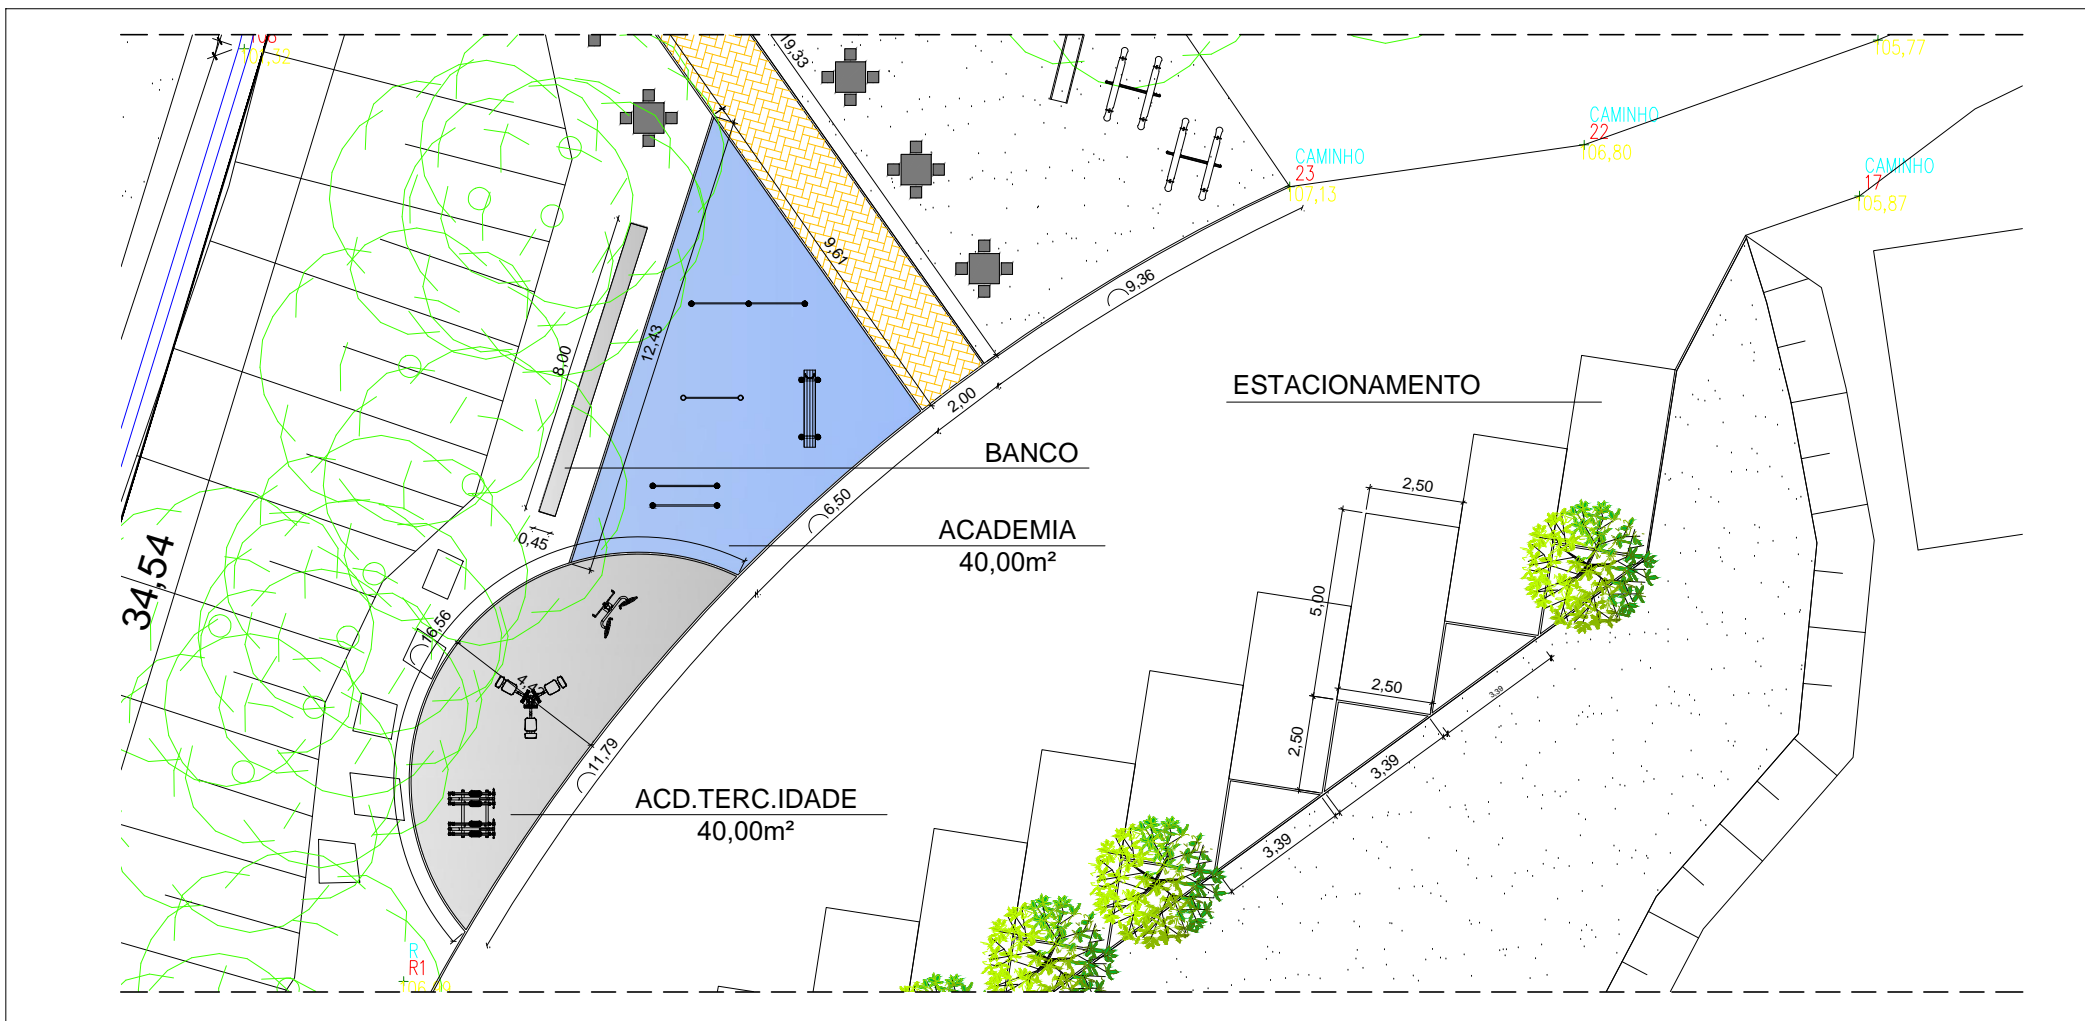 19,33
105,77
CAMINHO
22
106,80
CAMINHO
23
107,13
CAMINHO
17
105,87
9,61
9,36
12,43
8,00
2,00
ESTACIONAMENTO
BANCO
2,50
6,50
ACADEMIA
40,00m²
0,45
34,54
5,00
16,56
2,50
3,39
2,50
11,79
3,39
ACD.TERC.IDADE
40,00m²
3,39
R
R1